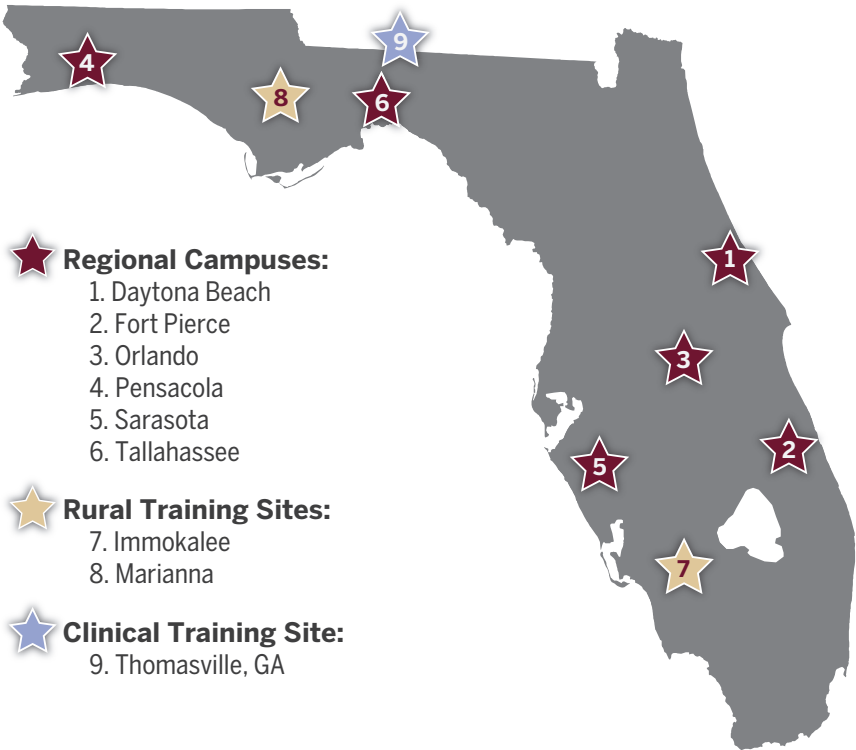 4
9
8
6
Regional Campuses:
1. Daytona Beach
2. Fort Pierce
3. Orlando
4. Pensacola
5. Sarasota
6. Tallahassee
Rural Training Sites:
7. Immokalee
8. Marianna
Clinical Training Site:
9. Thomasville, GA
1
3
2
5
7